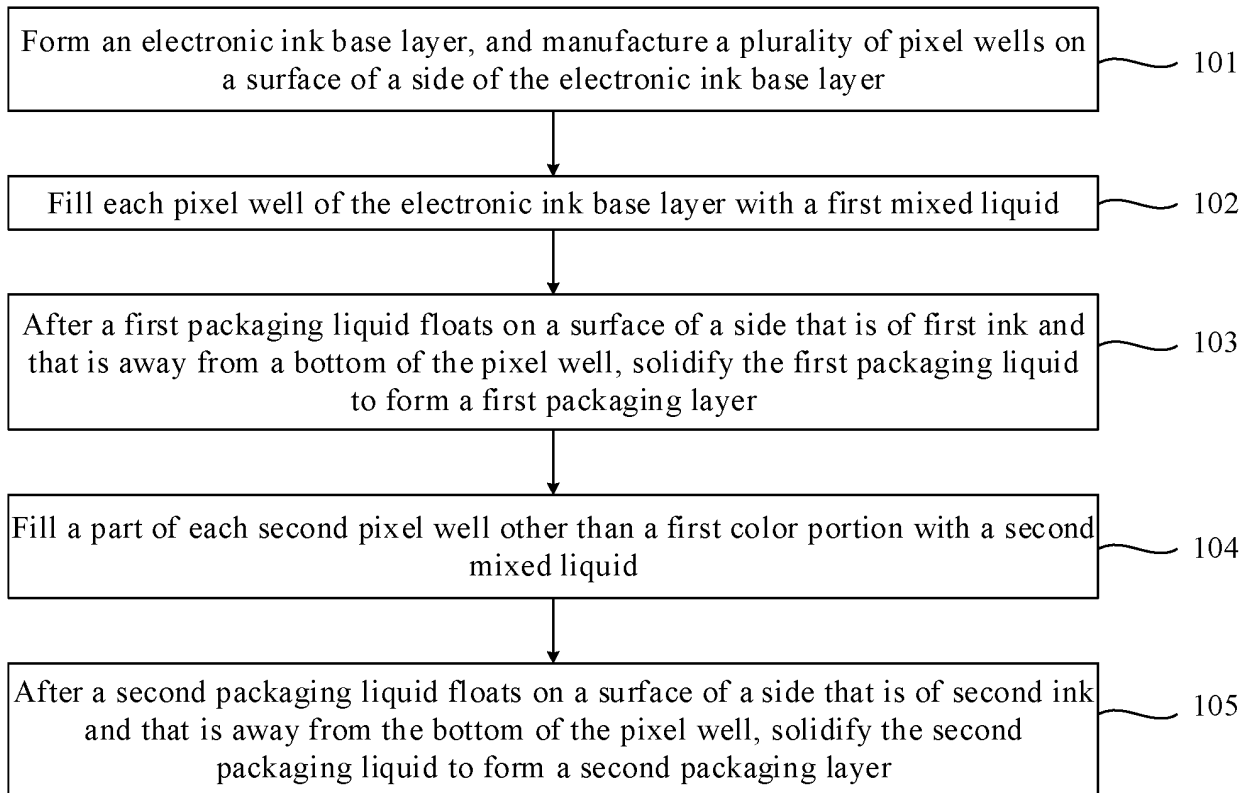 Form an electronic ink base layer, and manufacture a plurality of pixel wells on
a surface of a side of the electronic ink base layer
101
Fill each pixel well of the electronic ink base layer with a first mixed liquid
102
After a first packaging liquid floats on a surface of a side that is of first ink and
that is away from a bottom of the pixel well, solidify the first packaging liquid
to form a first packaging layer
103
Fill a part of each second pixel well other than a first color portion with a second
mixed liquid
104
After a second packaging liquid floats on a surface of a side that is of second ink
and that is away from the bottom of the pixel well, solidify the second
packaging liquid to form a second packaging layer
105